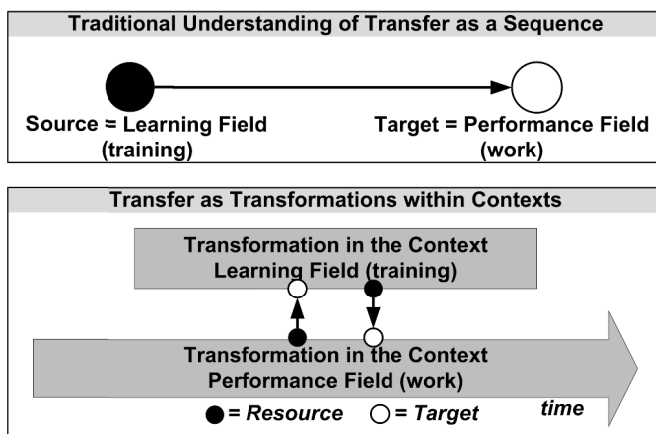 Traditional Understanding of Transfer as a Sequence
Source = Learning Field
(training)
Target = Performance Field
(work)
Transfer as Transformations within Contexts
Transformation in the Context
Learning Field (training)
Transformation in the Context
Performance Field (work)
= Resource
= Target
time